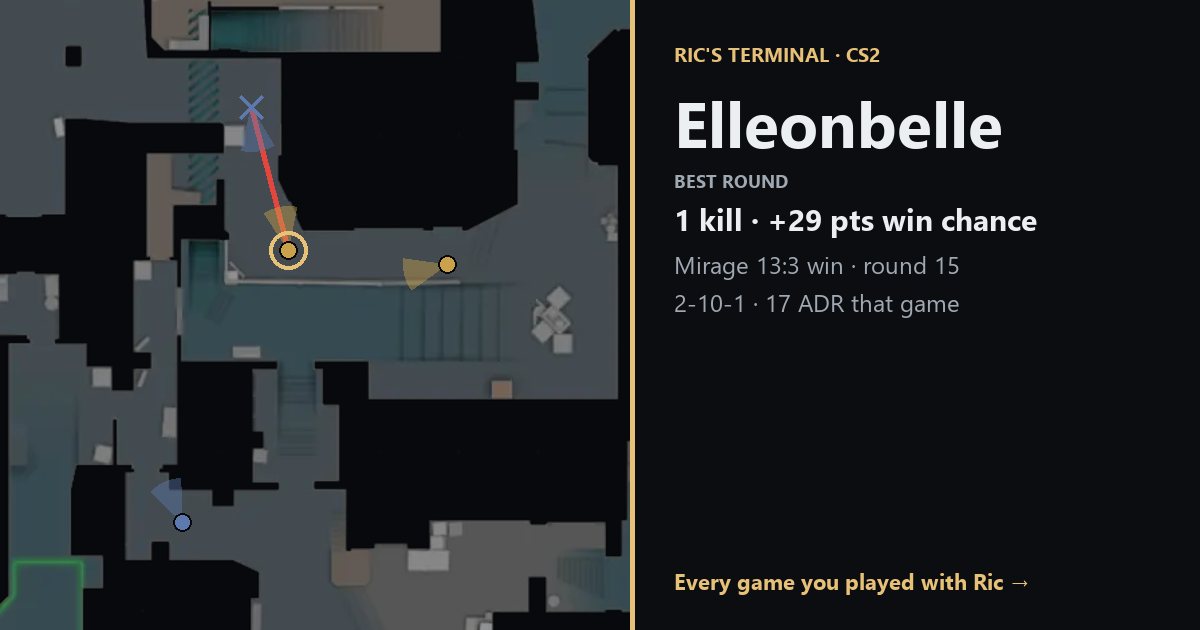 RIC'S TERMINAL · CS2
Elleonbelle
BEST ROUND
1 kill · +29 pts win chance
Mirage 13:3 win · round 15
2-10-1 · 17 ADR that game
Every game you played with Ric →